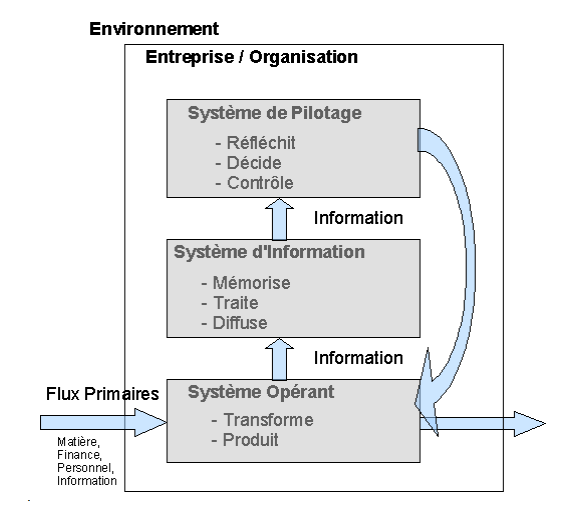 Environnement
Entreprise / Organisation
Système de Pilotage
- Réfléchit
- Décide
- Contrôle
Information
Système d'Information
- Mémorise
- Traite
- Diffuse
Information
Flux Primaires
Système Opérant
- Transforme
- Produit
Matière,
Finance,
Personnel,
Information